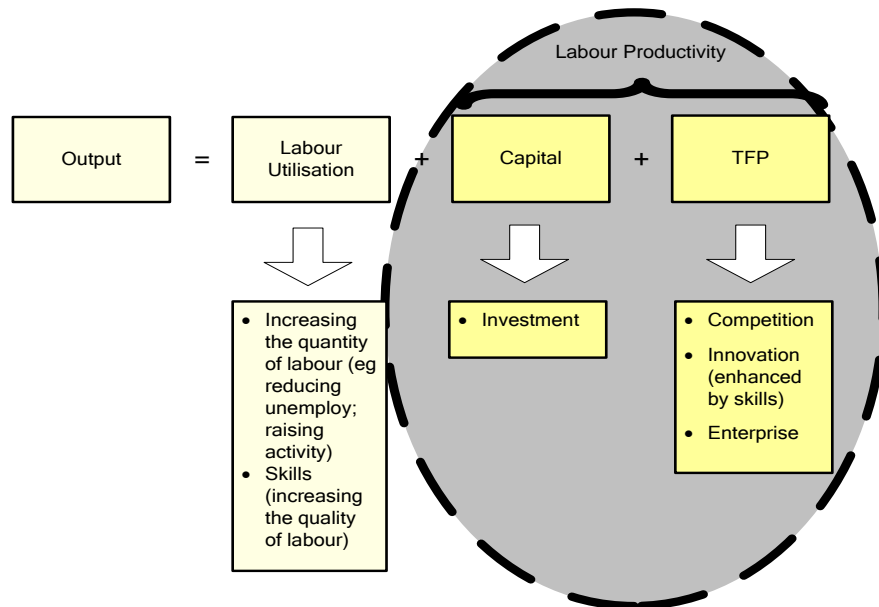 Labour Productivity
Output
=
Labour
Utilisation
+
Capital
+
TFP
• Increasing
the quantity
of labour (eg
reducing
unemploy;
raising
activity)
• Skills
(increasing
the quality
of labour)
• Investment
• Competition
• Innovation
(enhanced
by skills)
• Enterprise